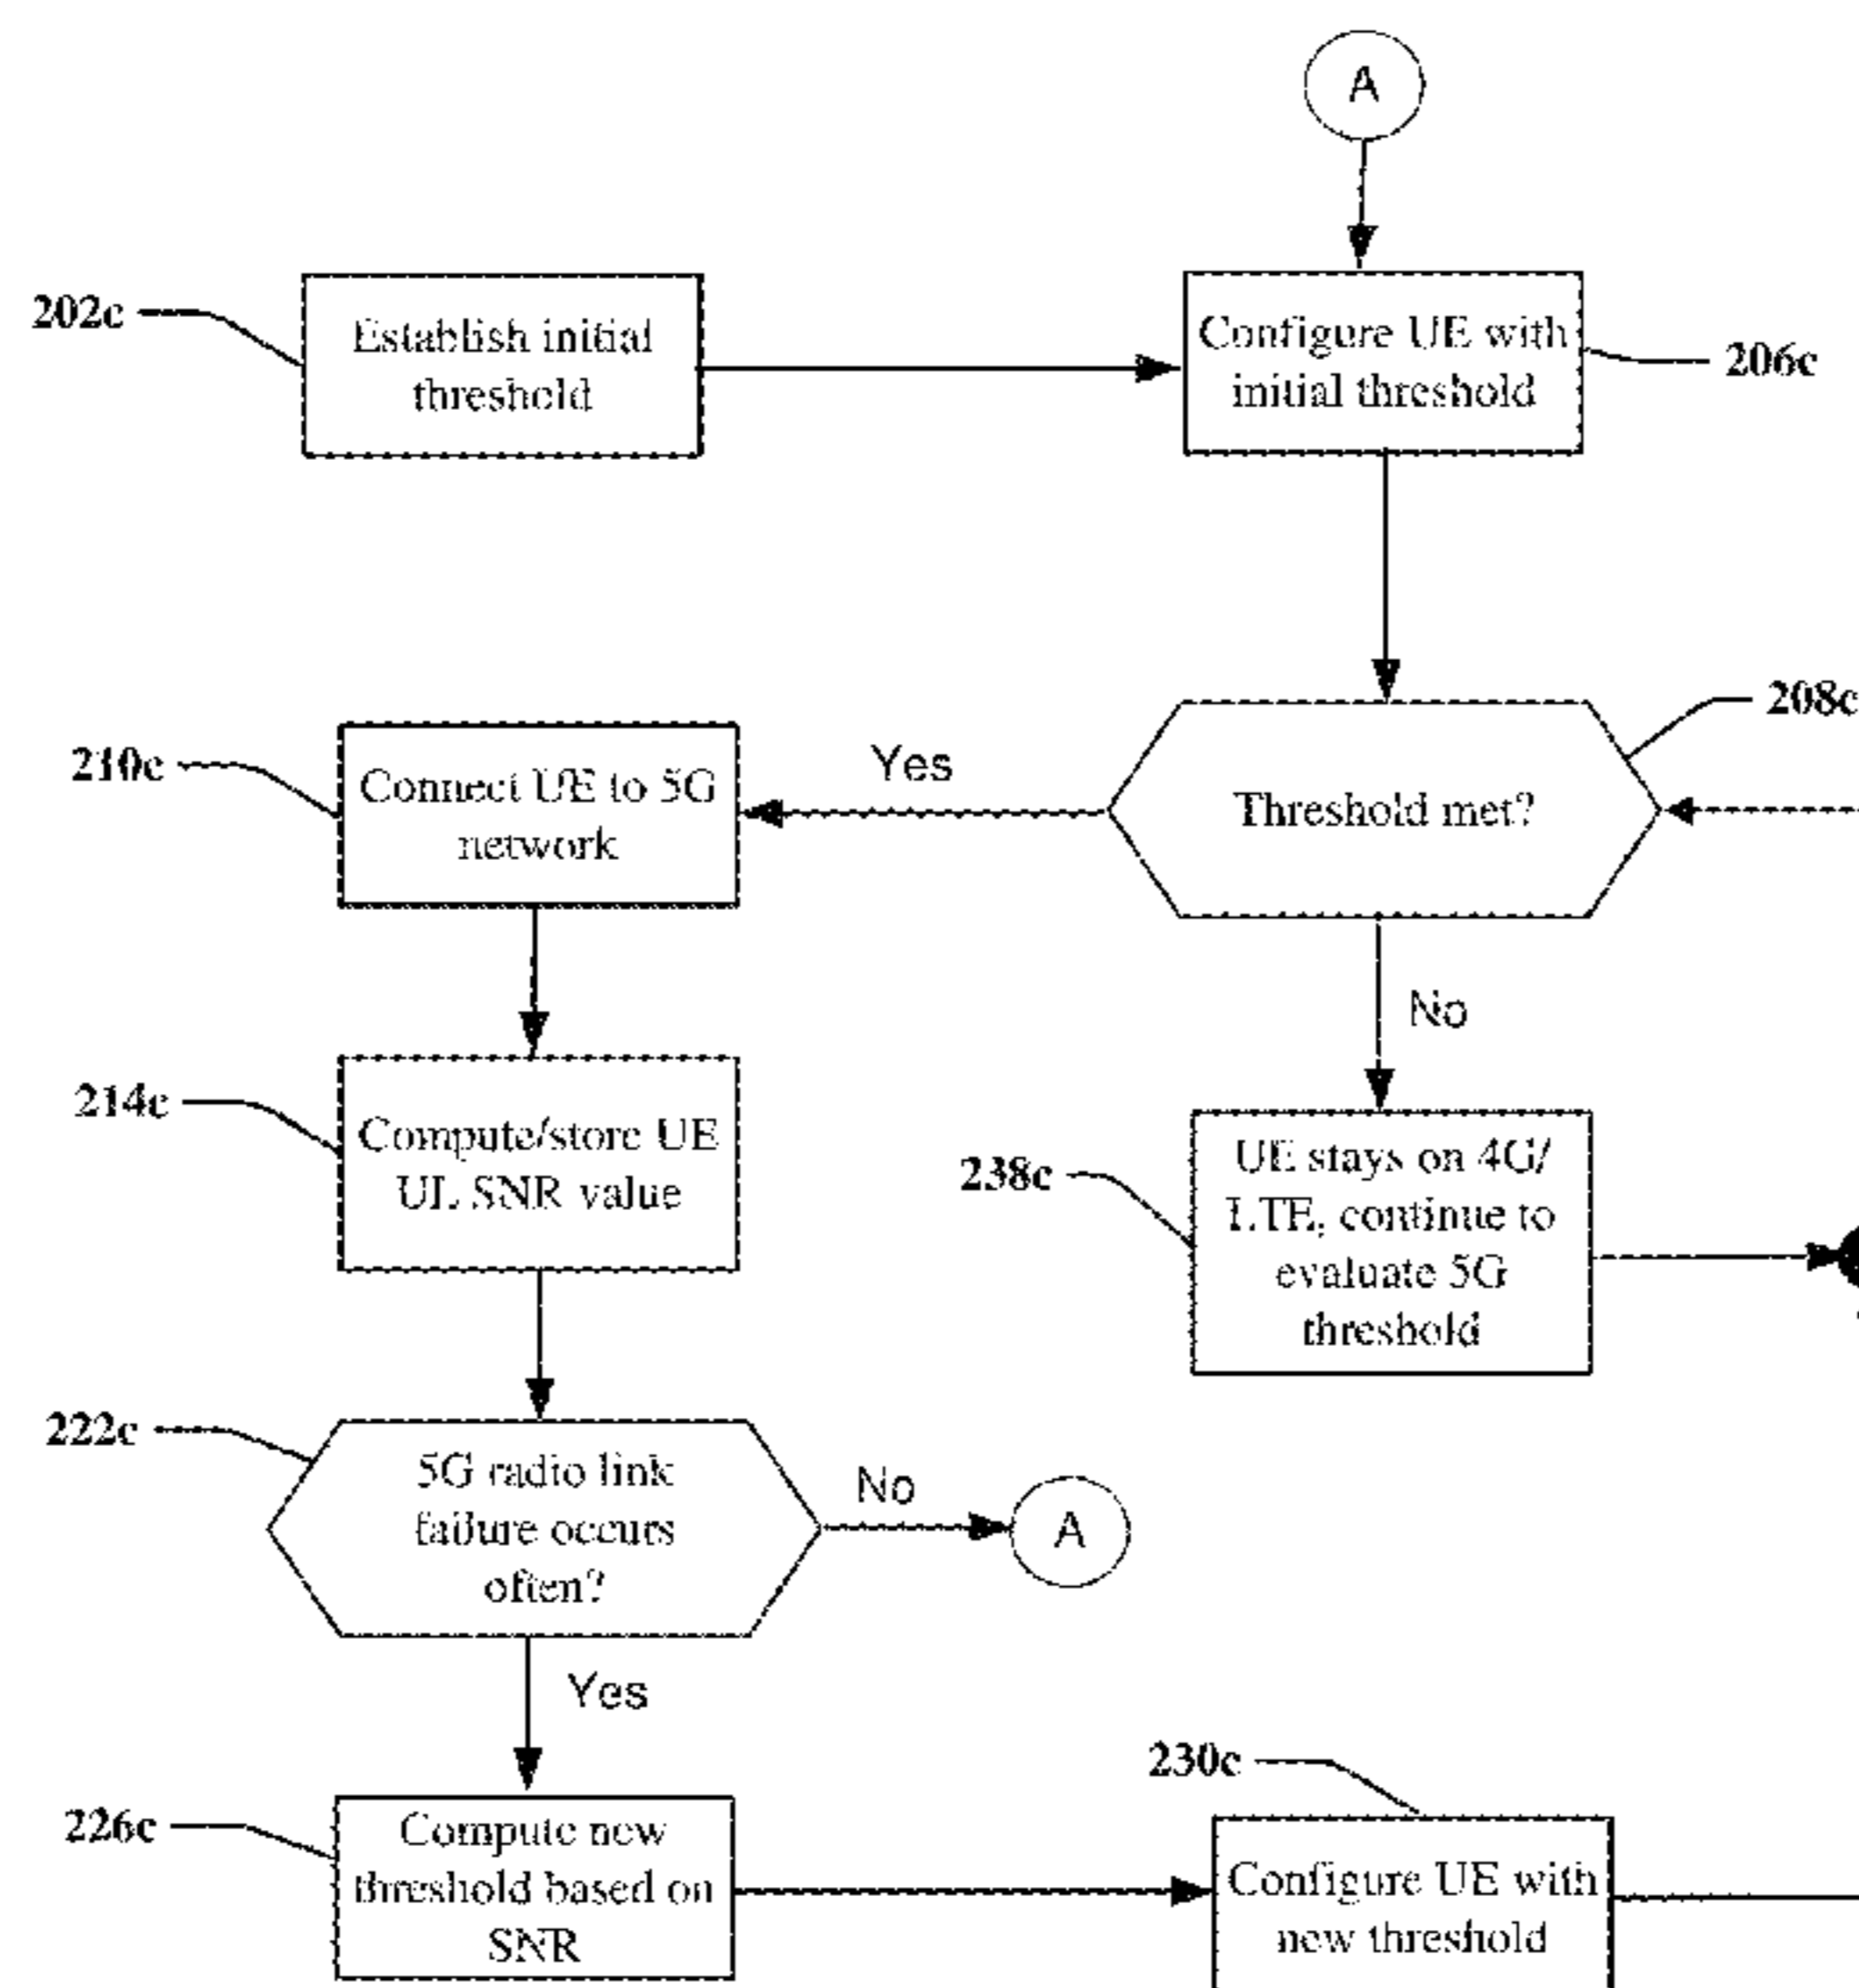 A
202c
Establish initial
threshold
Configure UE with
initial threshold
206c
208c
210c
Connect UE to 5G
network
Yes
Threshold met?
No
214c
Compute/store UE
UL SNR value
238c
UE stays on 4G/
LTE, continue to
evaluate 5G
threshold
222c
5G radio link
failure occurs
often?
No
A
Yes
226c
Compute new
threshold based on
SNR
230c
Configure UE with
new threshold